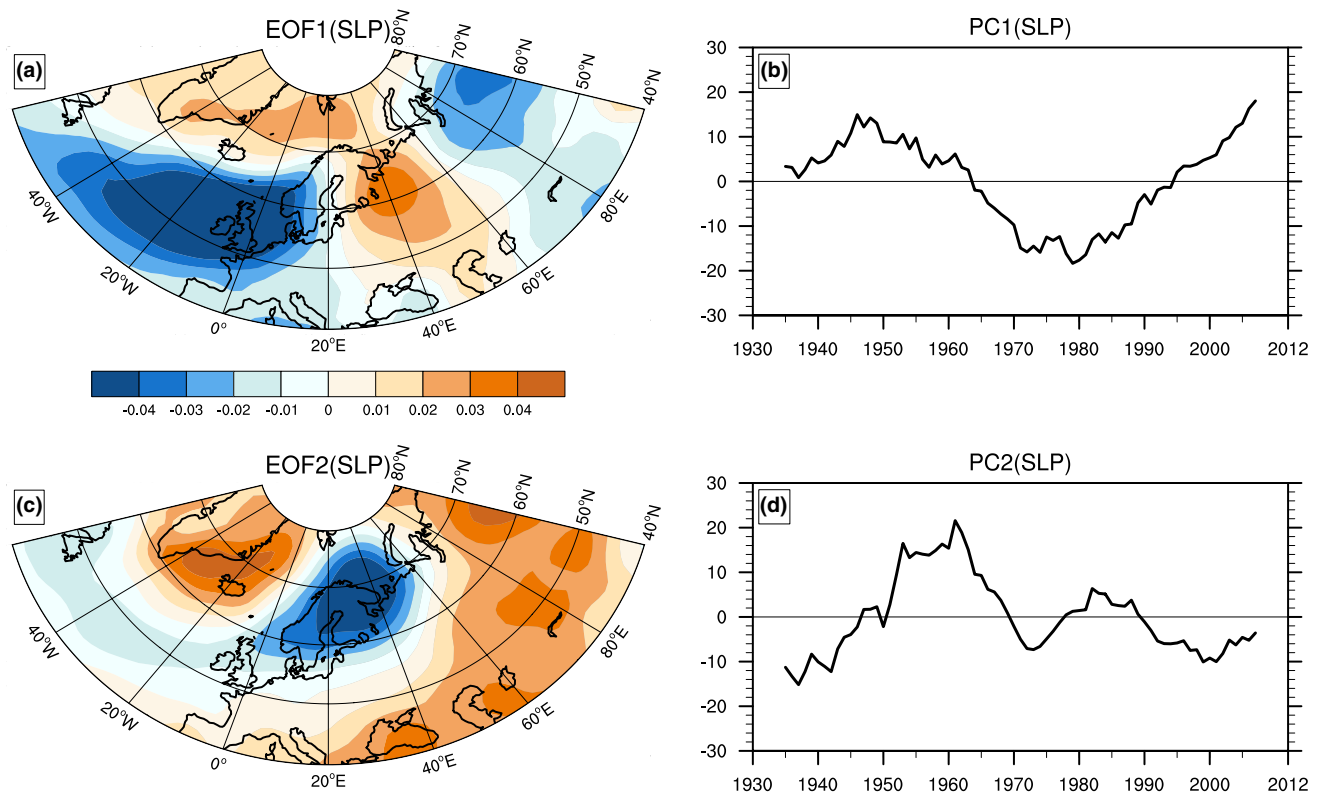 EOF1(SLP)
(a)
80°N
70°N
60°N
50°N
40°N
40°W
20°W
0°
20°E
40°E
60°E
80°E
-0.04 -0.03 -0.02 -0.01 0 0.01 0.02 0.03 0.04
PC1(SLP)
(b)
30
20
10
0
-10
-20
-30
1930 1940 1950 1960 1970 1980 1990 2000 2012
EOF2(SLP)
(c)
80°N
70°N
60°N
50°N
40°N
40°W
20°W
0°
20°E
40°E
60°E
80°E
PC2(SLP)
(d)
30
20
10
0
-10
-20
-30
1930 1940 1950 1960 1970 1980 1990 2000 2012